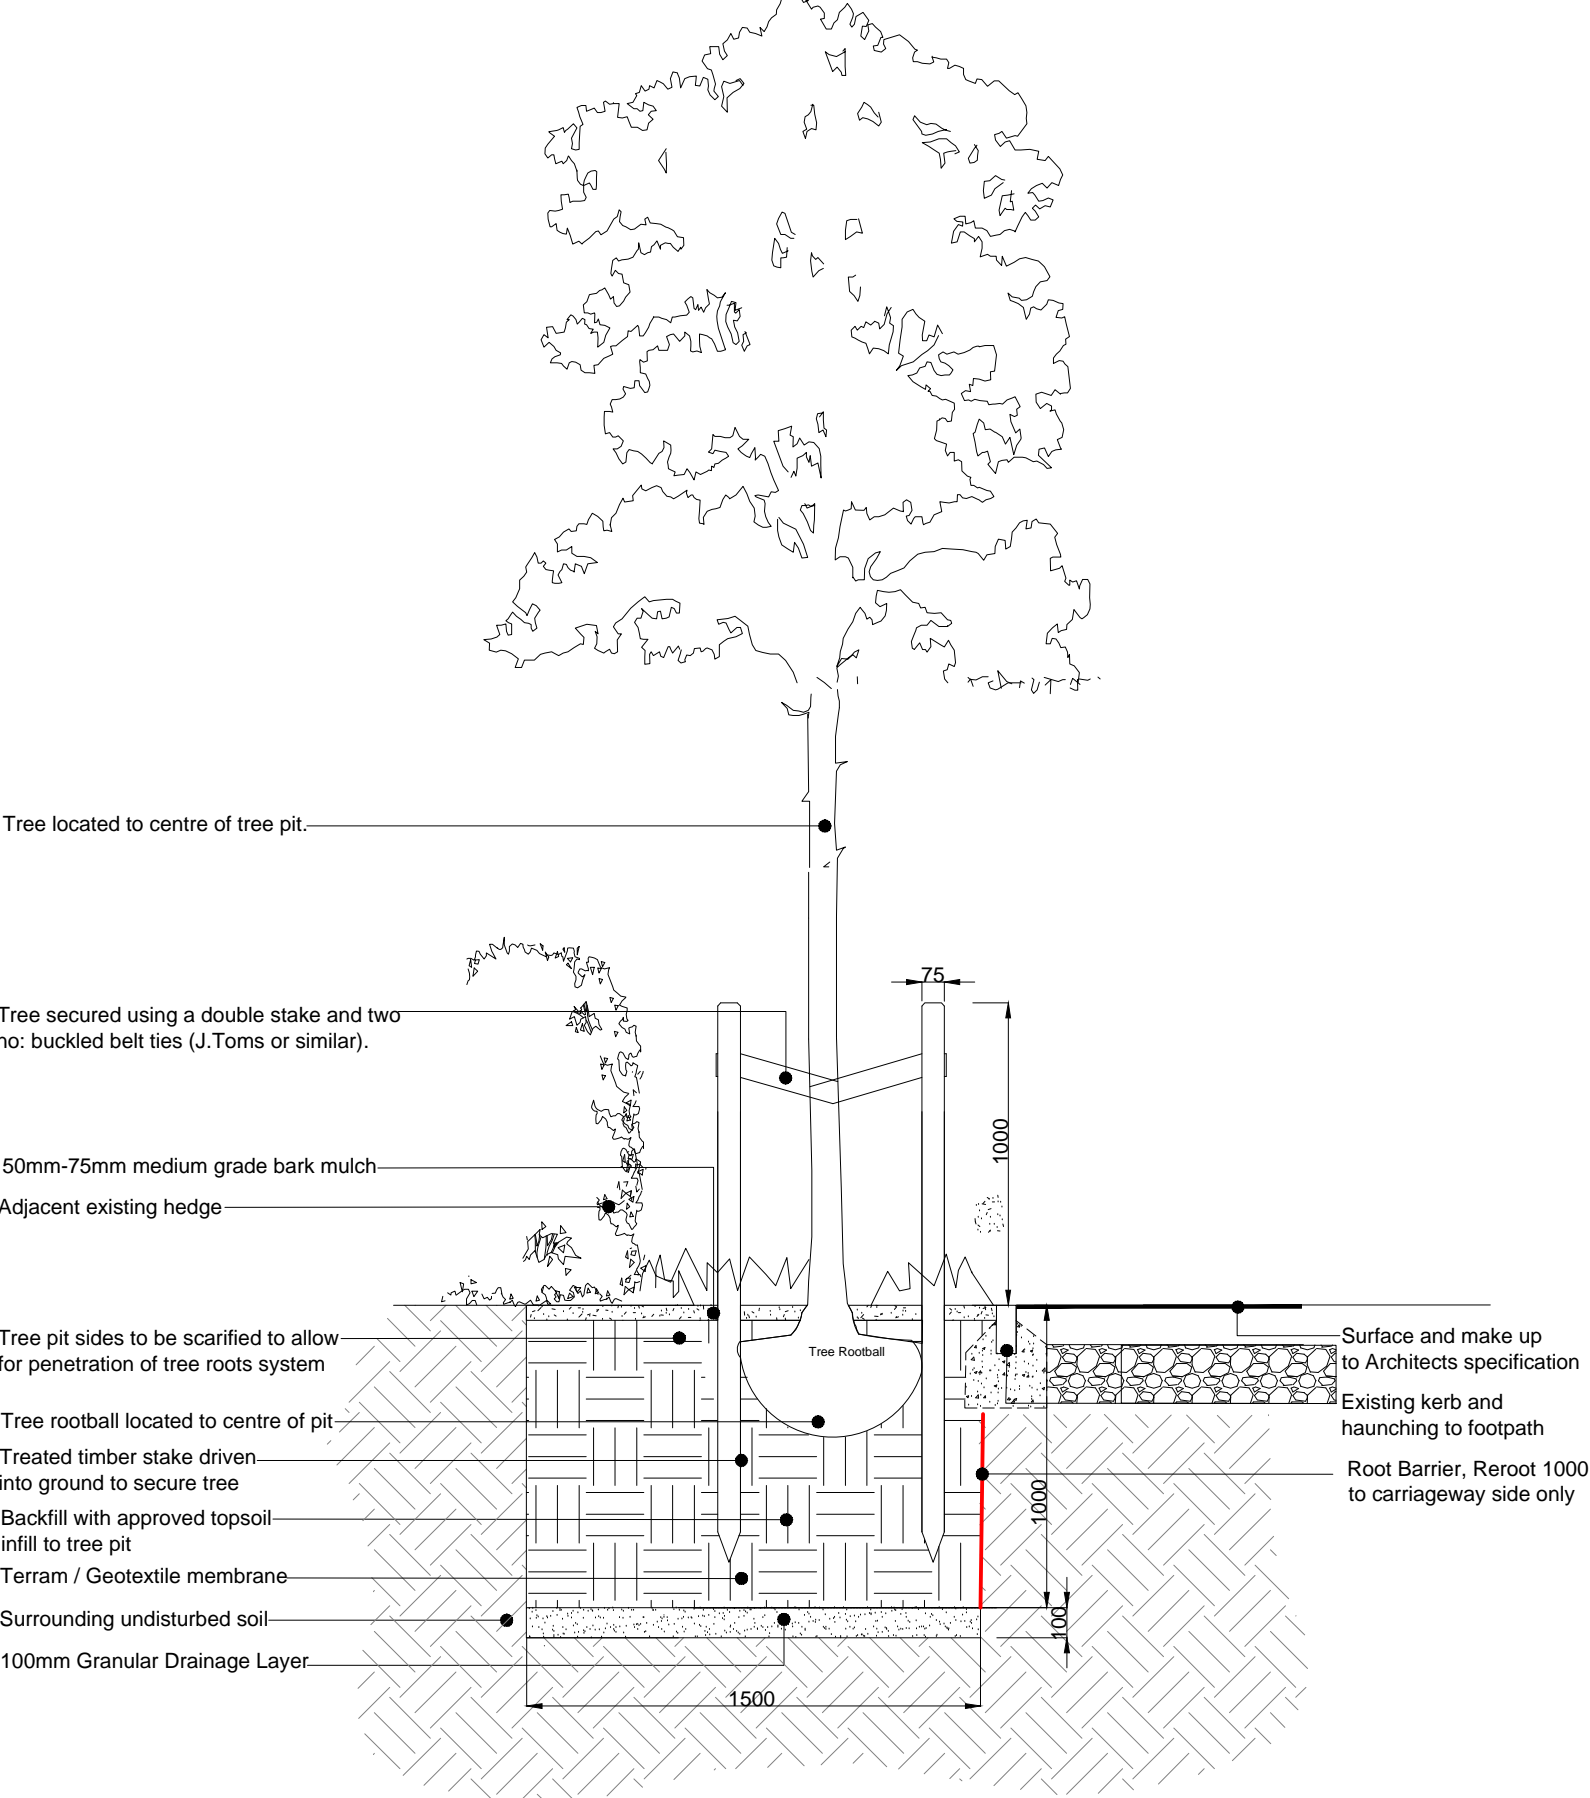 Tree located to centre of tree pit.
75
Tree secured using a double stake and two
no: buckled belt ties (J.Toms or similar).
1000
50mm-75mm medium grade bark mulch
Adjacent existing hedge
Tree pit sides to be scarified to allow
for penetration of tree roots system
Tree Rootball
Surface and make up
to Architects specification
Existing kerb and
haunching to footpath
Tree rootball located to centre of pit
Treated timber stake driven
into ground to secure tree
Root Barrier, Reroot 1000
to carriageway side only
1000
Backfill with approved topsoil
infill to tree pit
Terram / Geotextile membrane
Surrounding undisturbed soil
100
100mm Granular Drainage Layer
1500